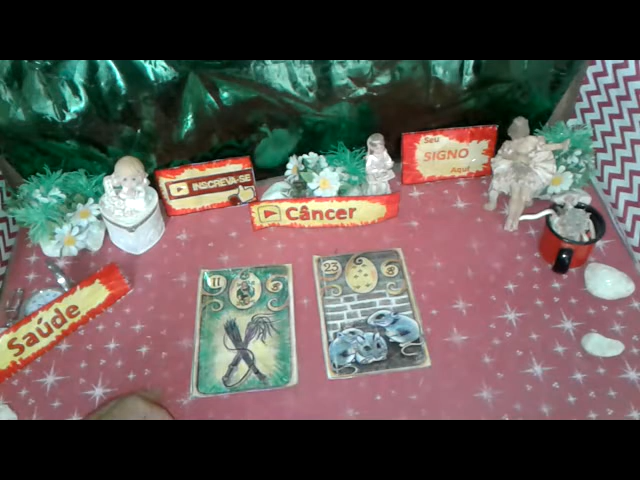 Seu
SIGNO
Aqui
INSCREVA-SE
Câncer
Saúde
11
23